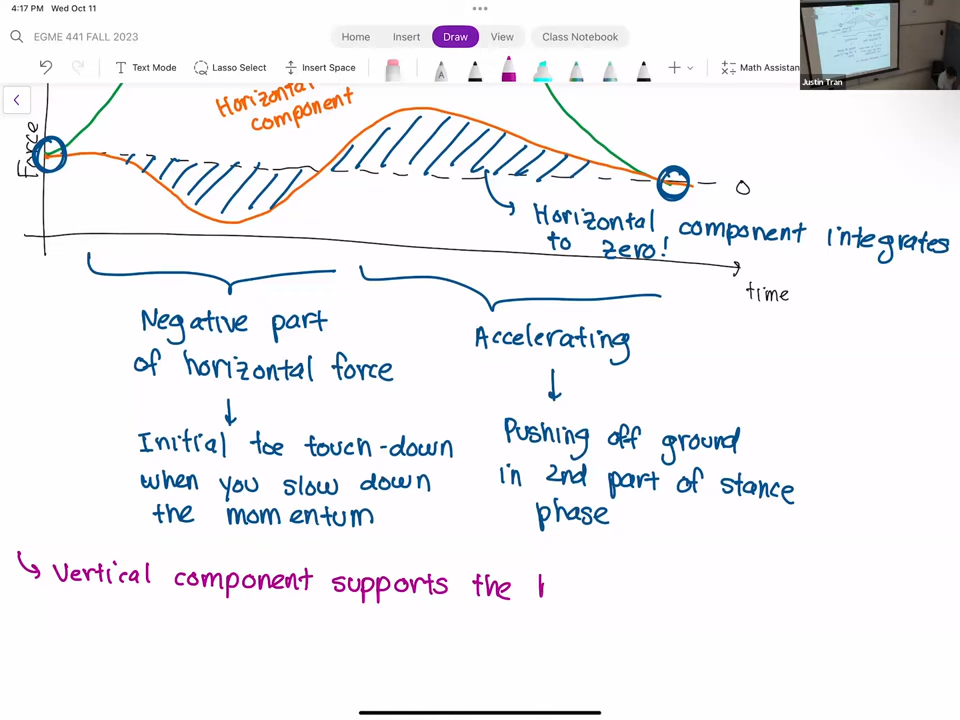 4:17 PM Wed Oct 11
EGME 441 FALL 2023
Home Insert Draw View Class Notebook
Text Mode Lasso Select Insert Space Math Assistan
Justin Tran
Horizontal
component
Force
0
Horizontal component integrates
to zero!
time
Negative part
of horizontal force
Accelerating
Initial toe touch-down
when you slow down
the momentum
Pushing off ground
in 2nd part of stance
phase
Vertical component supports the